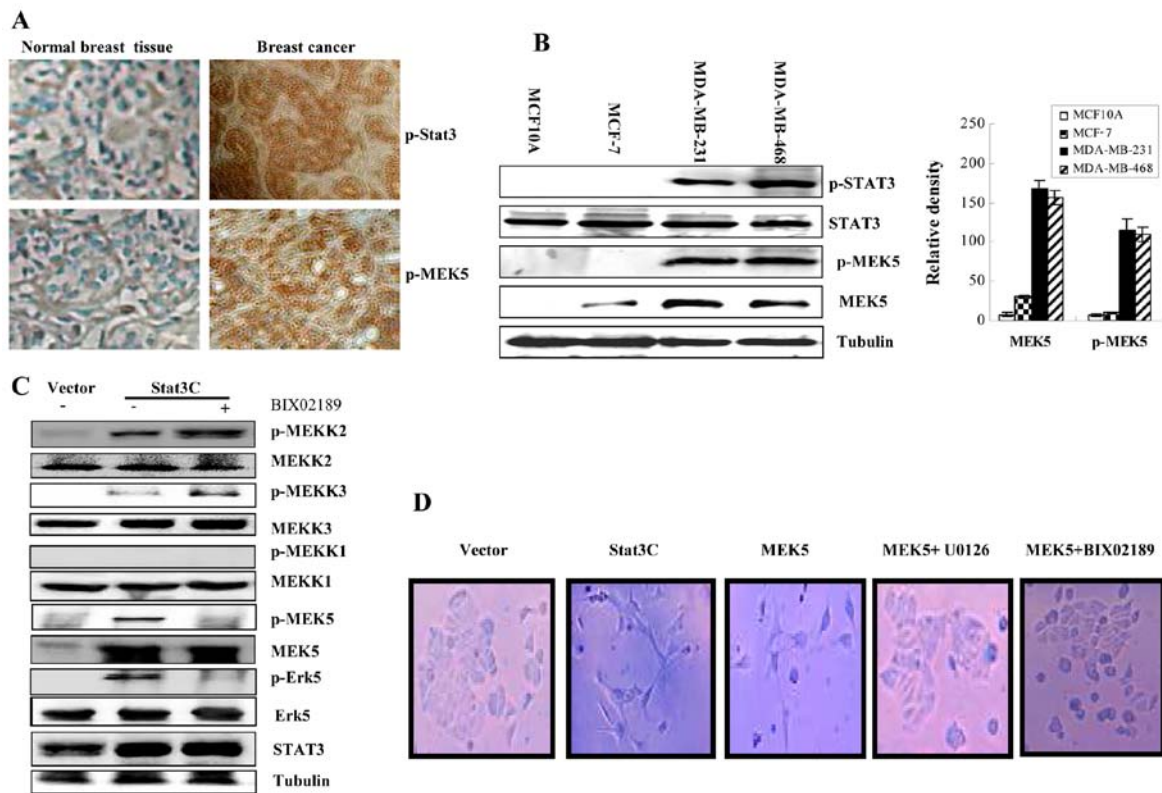 A
Normal breast tissue
Breast cancer
p-Stat3
p-MEK5
B
MCF10A
MCF-7
MDA-MB-231
MDA-MB-468
p-STAT3
STAT3
p-MEK5
MEK5
Tubulin
Relative density
250
200
150
100
50
0
MEK5
p-MEK5
MCF10A
MCF-7
MDA-MB-231
MDA-MB-468
C
Vector
Stat3C
- - + BIX02189
p-MEKK2
MEKK2
p-MEKK3
MEKK3
p-MEKK1
MEKK1
p-MEK5
MEK5
p-Erk5
Erk5
STAT3
Tubulin
D
Vector
Stat3C
MEK5
MEK5+ U0126
MEK5+BIX02189